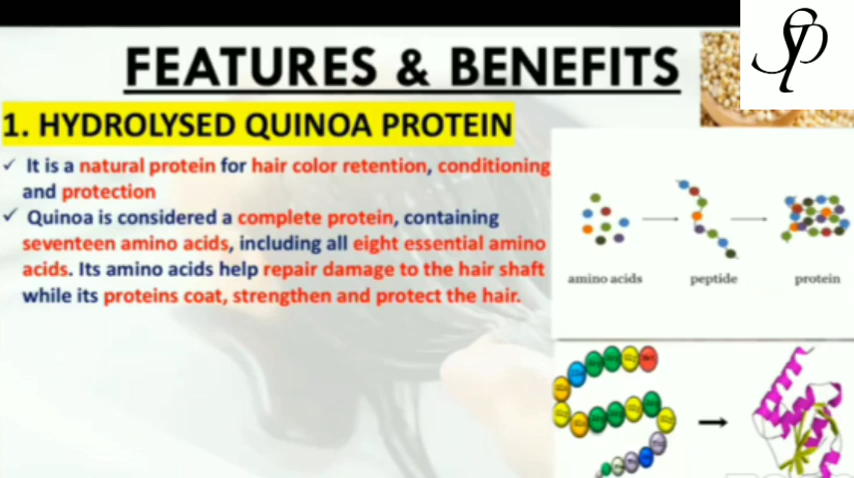 FEATURES & BENEFITS
1. HYDROLYSED QUINOA PROTEIN
✓ It is a natural protein for hair color retention, conditioning
and protection
✓ Quinoa is considered a complete protein, containing
seventeen amino acids, including all eight essential amino
acids. Its amino acids help repair damage to the hair shaft
while its proteins coat, strengthen and protect the hair.
amino acids
peptide
protein